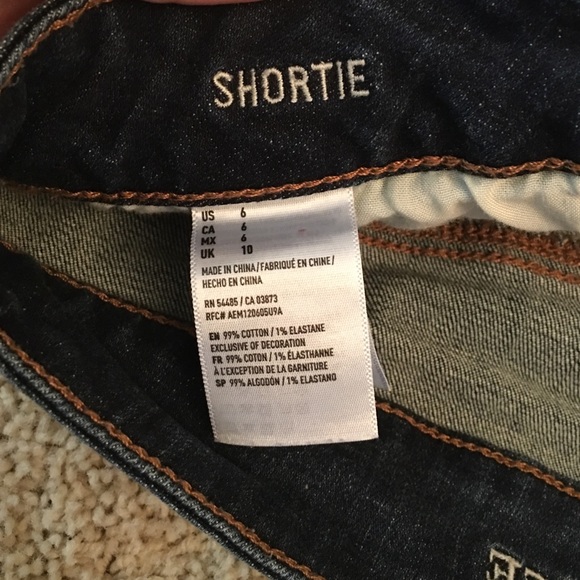 SHORTIE
US 6
CA 6
MX 6
UK 10
MADE IN CHINA/FABRIQUÉ EN CHINE/
HECHO EN CHINA
RN 54485 / CA 03873
RFC# AEM120605U9A
EN 99% COTTON / 1% ELASTANE
EXCLUSIVE OF DECORATION
FR 99% COTON / 1% ÉLASTHANNE
À L'EXCEPTION DE LA GARNITURE
SP 99% ALGODÓN / 1% ELASTANO